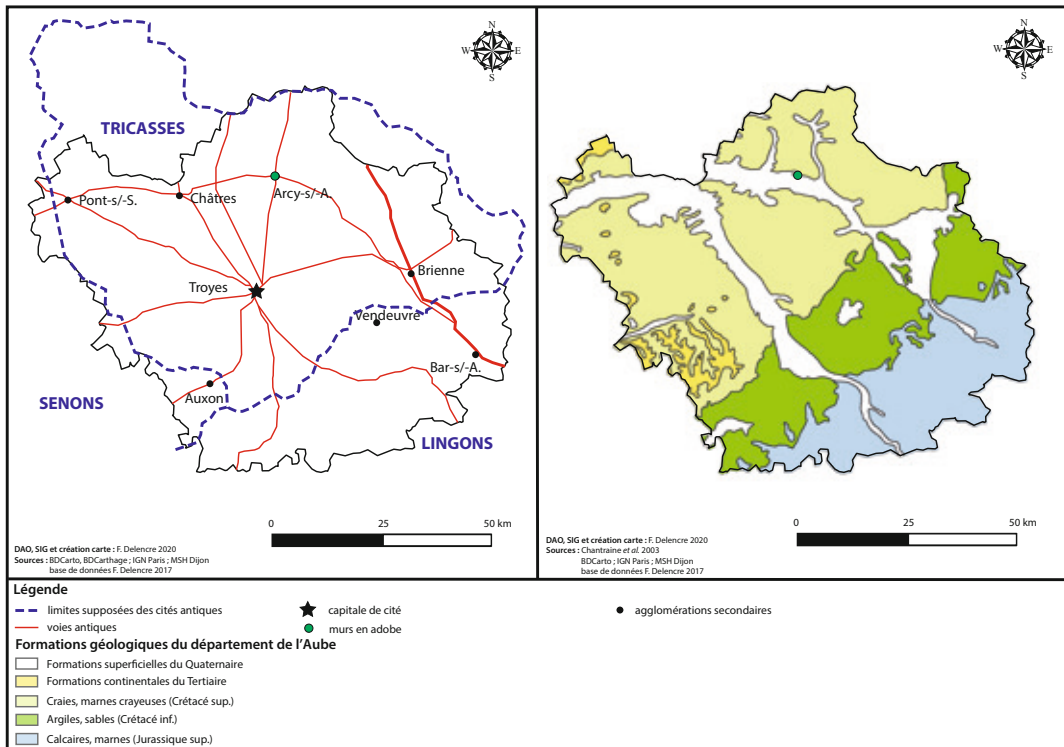 N
W E
S
TRICASSES
Pont-s/-S.
Châtres
Arcy-s/-A.
Troyes
Brienne
Vendeuvre
Bar-s/-A.
Auxon
SENONS
LINGONS
0 25 50 km
DAO, SIG et création carte : F. Delencre 2020
Sources : BDCarto, BDCarthage ; IGN Paris ; MSH Dijon
base de données F. Delencre 2017
N
W E
S
0 25 50 km
DAO, SIG et création carte : F. Delencre 2020
Sources : Chantraine et al. 2003
BDCarto ; IGN Paris ; MSH Dijon
base de données F. Delencre 2017
Légende
limites supposées des cités antiques
capitale de cité
agglomérations secondaires
voies antiques
murs en adobe
Formations géologiques du département de l'Aube
Formations superficielles du Quaternaire
Formations continentales du Tertiaire
Craies, marnes crayeuses (Crétacé sup.)
Argiles, sables (Crétacé inf.)
Calcaires, marnes (Jurassique sup.)